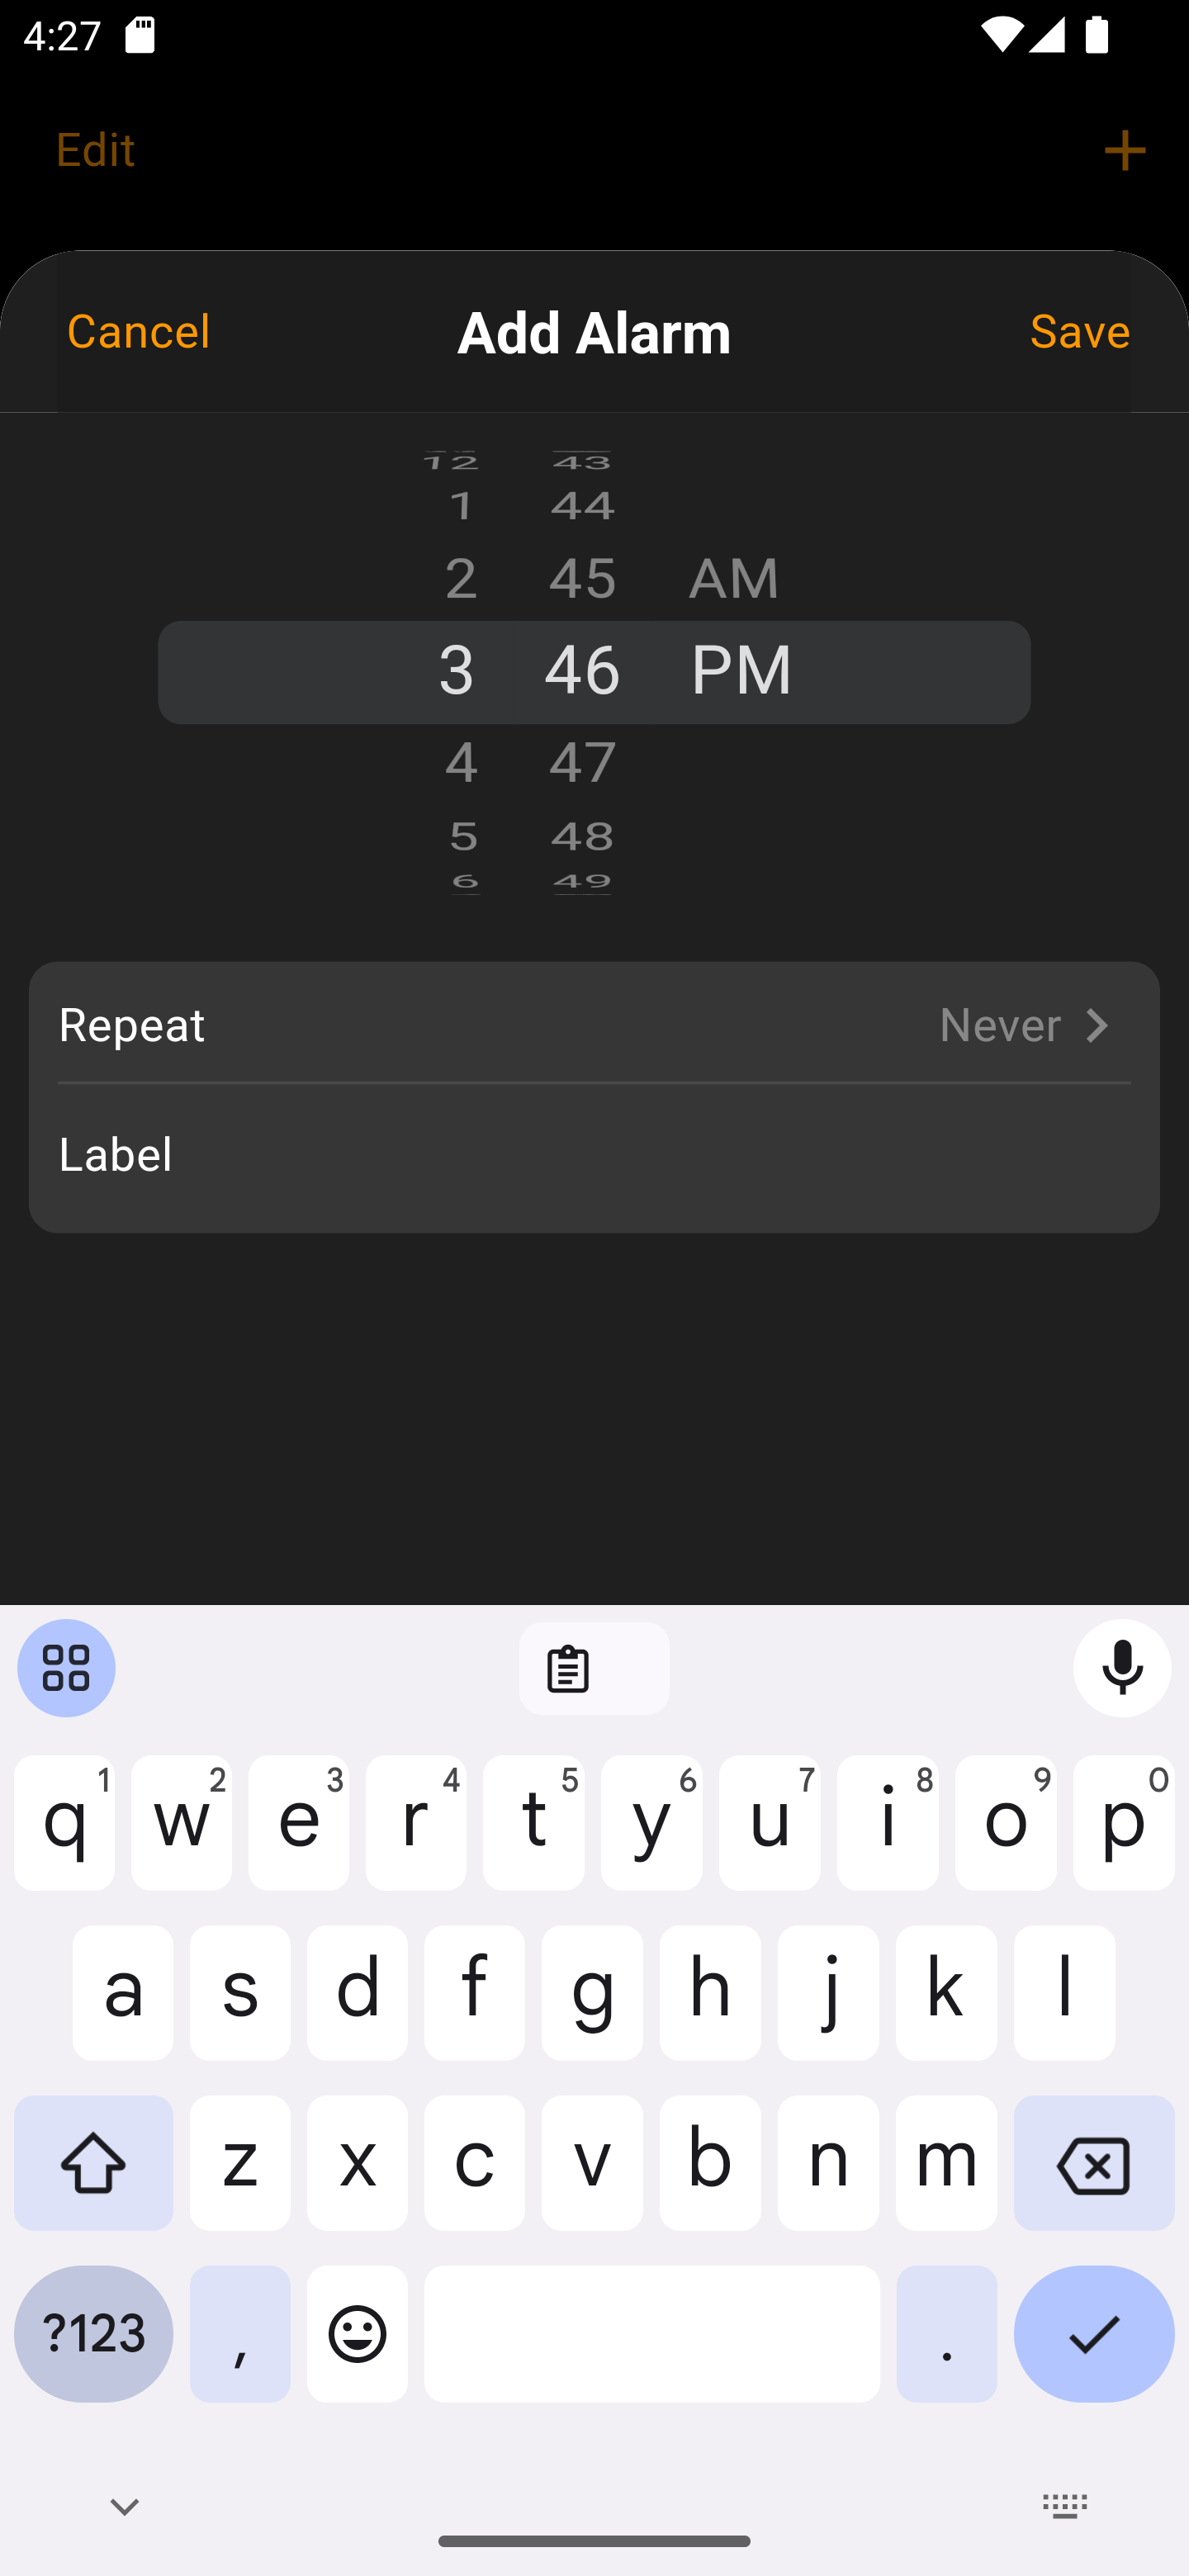 4:27
Edit
Cancel Add Alarm Save
12 43
1 44
2 45 AM
3 46 PM
4 47
5 48
6 49
Repeat Never
Label
q 1 w 2 e 3 r 4 t 5 y 6 u 7 i 8 o 9 p 0
a s d f g h j k l
z x c v b n m
?123 , .